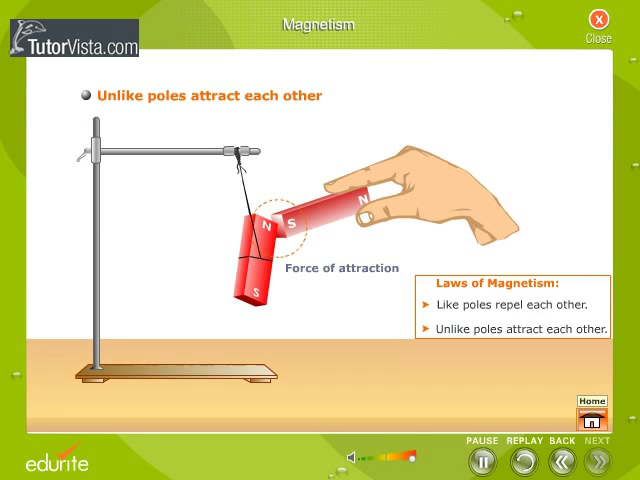 Magnetism
Close
TutorVista.com
Unlike poles attract each other
N
S
N
S
Force of attraction
Laws of Magnetism:
Like poles repel each other.
Unlike poles attract each other.
Home
PAUSE REPLAY BACK NEXT
edurite